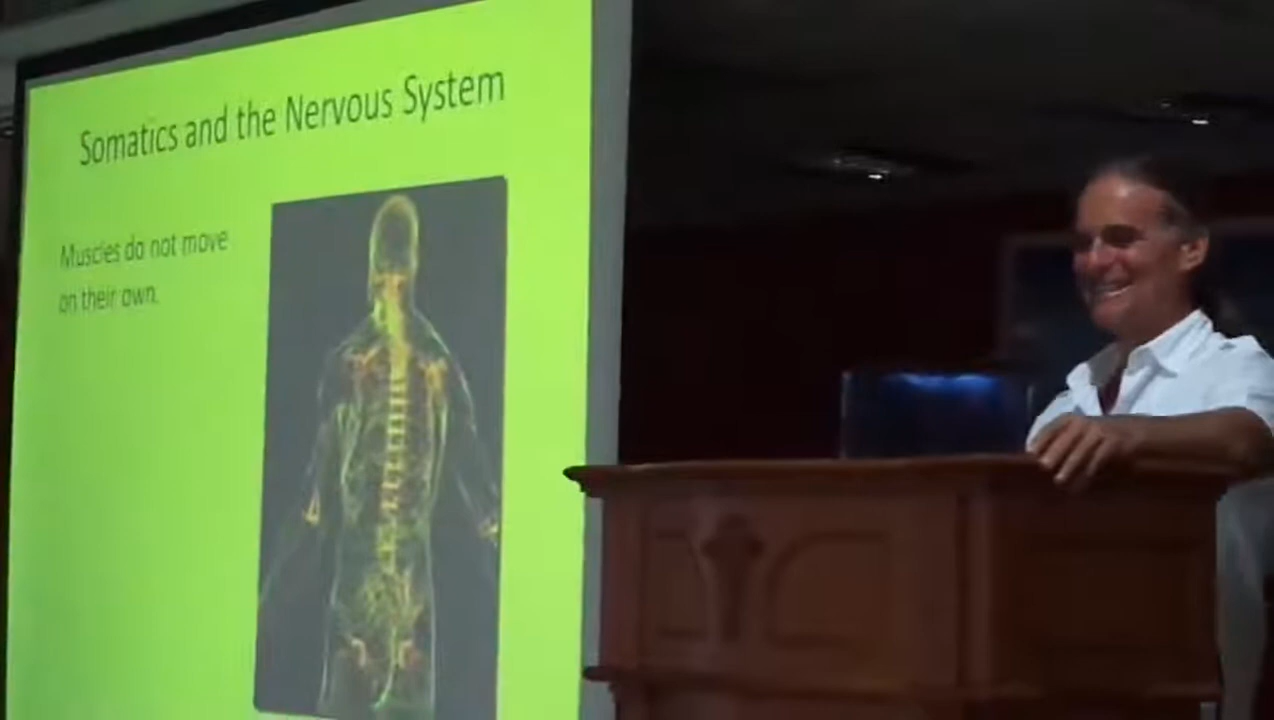 Somatics and the Nervous System
Muscles do not move
on their own.